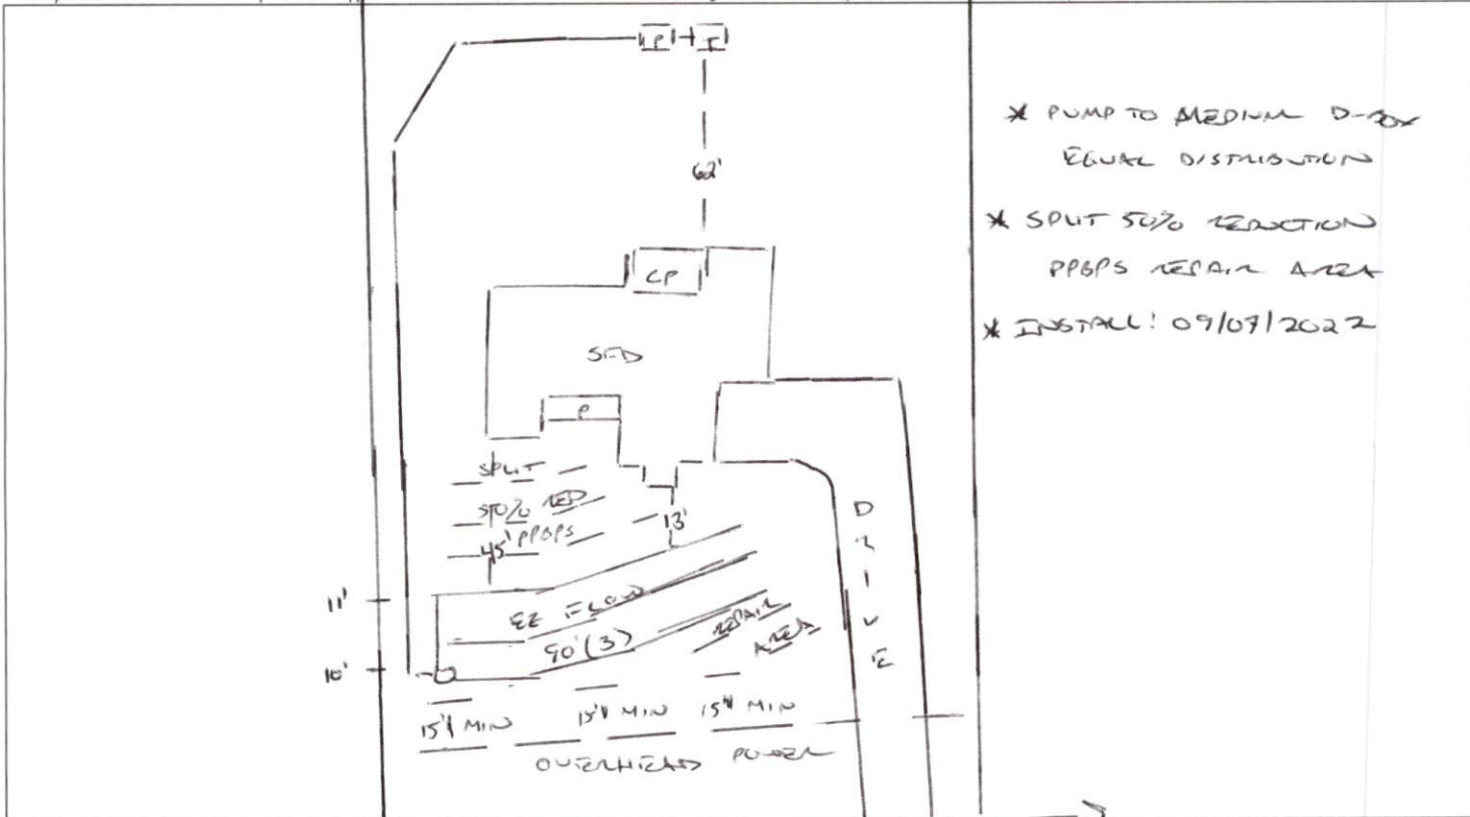 P T
62'
CP
SFD
P
SPLIT
50% RED
PPBPS
45'
13'
11'
EZ FLOW
90' (3')
REPAIR
AREA
10'
15' MIN 15' MIN 15' MIN
OVERHEAD POWER
DRIVE
* PUMP TO MEDIUM D-BOX
EQUAL DISTRIBUTION
* SPLIT 50% REDUCTION
PPBPS REPAIR AREA
* INSTALL: 09/07/2022